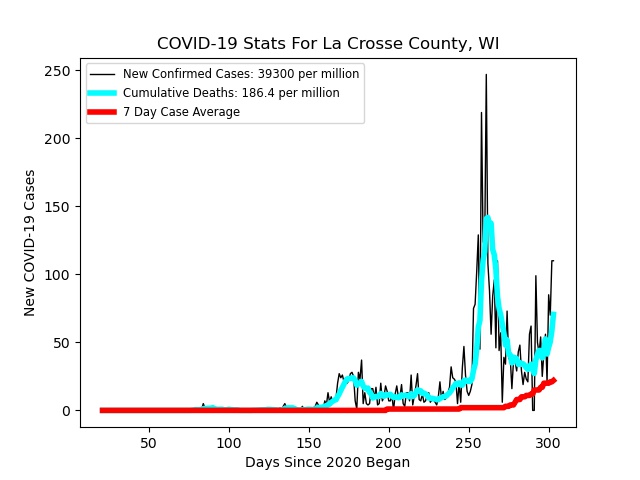 COVID-19 Stats For La Crosse County, WI
New Confirmed Cases: 39300 per million
Cumulative Deaths: 186.4 per million
7 Day Case Average
250
200
150
100
50
0
New COVID-19 Cases
50 100 150 200 250 300
Days Since 2020 Began